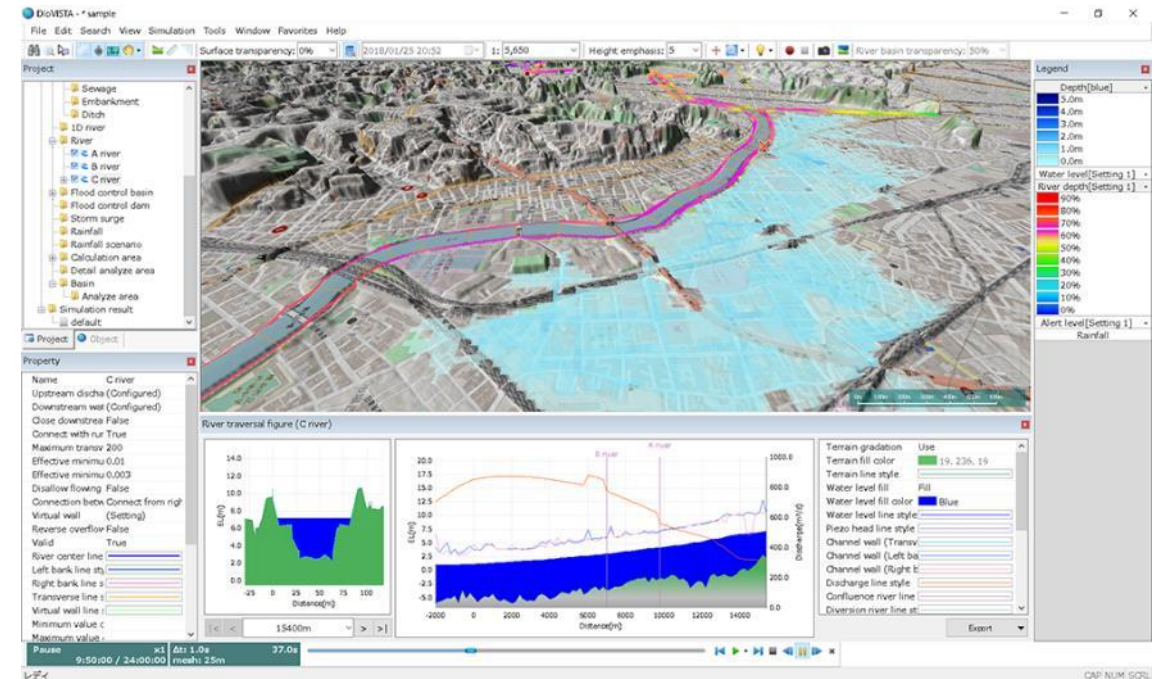 DioVISTA - * sample
File Edit Search View Simulation Tools Window Favorites Help
Surface transparency: 0%
2018/01/25 20:52
1: 5,650
Height emphasis: 5
River basin transparency: 50%
Project
Sewage
Embankment
Ditch
1D river
River
A river
B river
C river
Flood control basin
Flood control dam
Storm surge
Rainfall
Rainfall scenario
Calculation area
Detail analyze area
Basin
Analyze area
Simulation result
default
Project Object
Property
Name C river
Upstream discha (Configured)
Downstream wat (Configured)
Close downstrea False
Connect with rur True
Maximum transv 200
Effective minimu 0.01
Effective minimu 0.003
Disallow flowing False
Connection betw Connect from righ
Virtual wall (Setting)
Reverse overflow False
Valid True
River center line
Left bank line sty
Right bank line s
Transverse line s
Virtual wall line s
Minimum value c
Maximum value
Legend
Depth[blue]
5.0m
4.0m
3.0m
2.0m
1.0m
0.0m
Water level[Setting 1]
River depth[Setting 1]
90%
80%
70%
60%
50%
40%
30%
20%
10%
0%
Alert level[Setting 1]
Rainfall
River traversal figure (C river)
14.0
12.0
10.0
8.0
6.0
4.0
2.0
0.0
EL[m]
-25 0 25 50 75 100
Distance[m]
15400m
B river
A river
20.0
17.5
15.0
12.5
10.0
7.5
5.0
2.5
0.0
-2.5
-5.0
EL[m]
1000.0
800.0
600.0
400.0
200.0
0.0
-2000 0 2000 4000 6000 8000 10000 12000 14000
Distance[m]
Terrain gradation Use
Terrain fill color 19, 236, 19
Terrain line style
Water level fill Fill
Water level fill color Blue
Water level line style
Piezo head line style
Channel wall (Transv
Channel wall (Left ba
Channel wall (Right b
Discharge line style
Confluence river line
Diversion river line st
Export
Pause x1 Δt: 1.0s 37.0s
9:50:00 / 24:00:00 mesh: 25m
レディ
CAP NUM SCRL